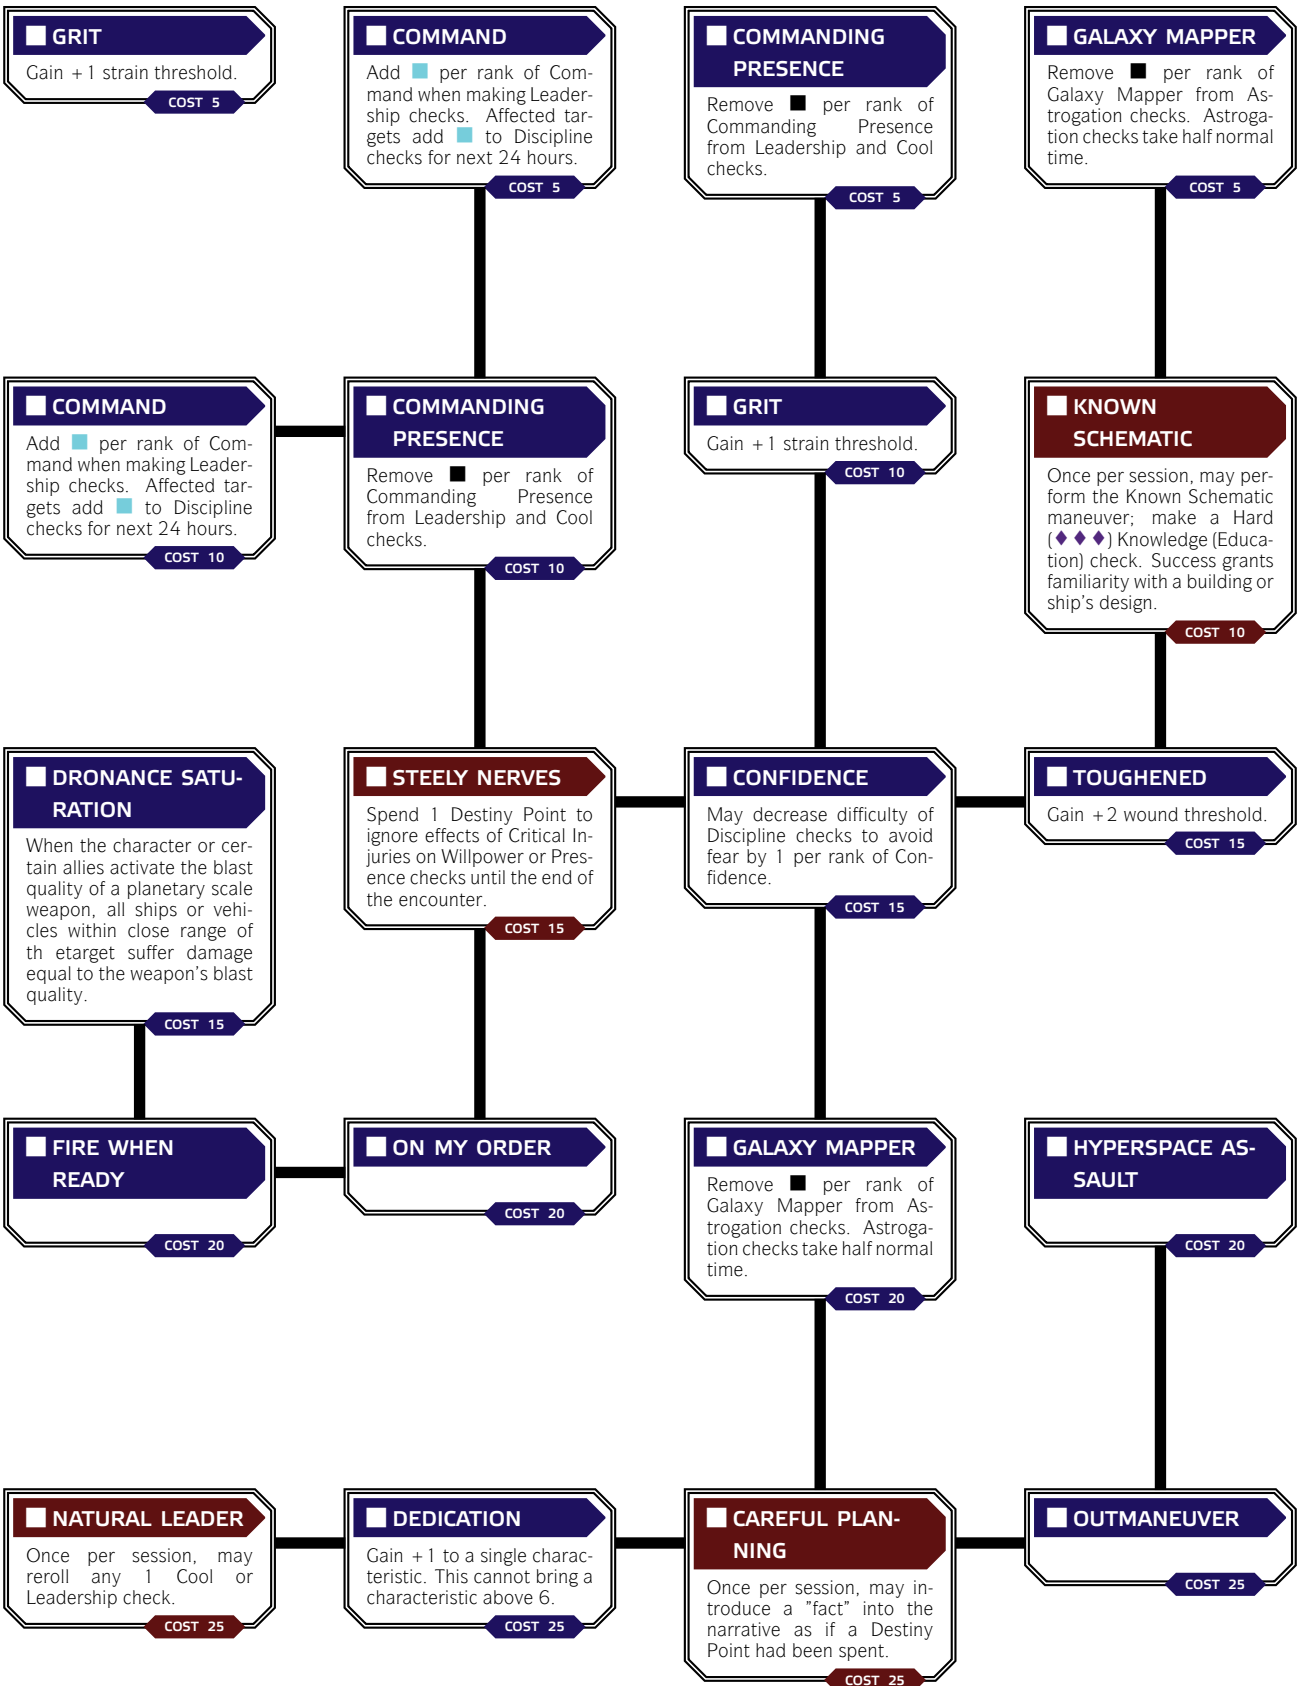 GRIT
Gain +1 strain threshold.
COST 5
COMMAND
Add per rank of Com-
mand when making Leader-
ship checks. Affected tar-
gets add to Discipline
checks for next 24 hours.
COST 5
COMMANDING
PRESENCE
Remove per rank of
Commanding Presence
from Leadership and Cool
checks.
COST 5
GALAXY MAPPER
Remove per rank of
Galaxy Mapper from As-
trogation checks. Astroga-
tion checks take half normal
time.
COST 5
COMMAND
Add per rank of Com-
mand when making Leader-
ship checks. Affected tar-
gets add to Discipline
checks for next 24 hours.
COST 10
COMMANDING
PRESENCE
Remove per rank of
Commanding Presence
from Leadership and Cool
checks.
COST 10
GRIT
Gain +1 strain threshold.
COST 10
KNOWN
SCHEMATIC
Once per session, may per-
form the Known Schematic
maneuver; make a Hard
(♦♦♦) Knowledge (Educa-
tion) check. Success grants
familiarity with a building or
ship's design.
COST 10
DRONANCE SATU-
RATION
When the character or cer-
tain allies activate the blast
quality of a planetary scale
weapon, all ships or vehi-
cles within close range of
th etarget suffer damage
equal to the weapon's blast
quality.
COST 15
STEELY NERVES
Spend 1 Destiny Point to
ignore effects of Critical In-
juries on Willpower or Pres-
ence checks until the end of
the encounter.
COST 15
CONFIDENCE
May decrease difficulty of
Discipline checks to avoid
fear by 1 per rank of Con-
fidence.
COST 15
TOUGHENED
Gain +2 wound threshold.
COST 15
FIRE WHEN
READY
COST 20
ON MY ORDER
COST 20
GALAXY MAPPER
Remove per rank of
Galaxy Mapper from As-
trogation checks. Astroga-
tion checks take half normal
time.
COST 20
HYPERSPACE AS-
SAULT
COST 20
NATURAL LEADER
Once per session, may
reroll any 1 Cool or
Leadership check.
COST 25
DEDICATION
Gain +1 to a single charac-
teristic. This cannot bring a
characteristic above 6.
COST 25
CAREFUL PLAN-
NING
Once per session, may in-
troduce a "fact" into the
narrative as if a Destiny
Point had been spent.
COST 25
OUTMANEUVER
COST 25